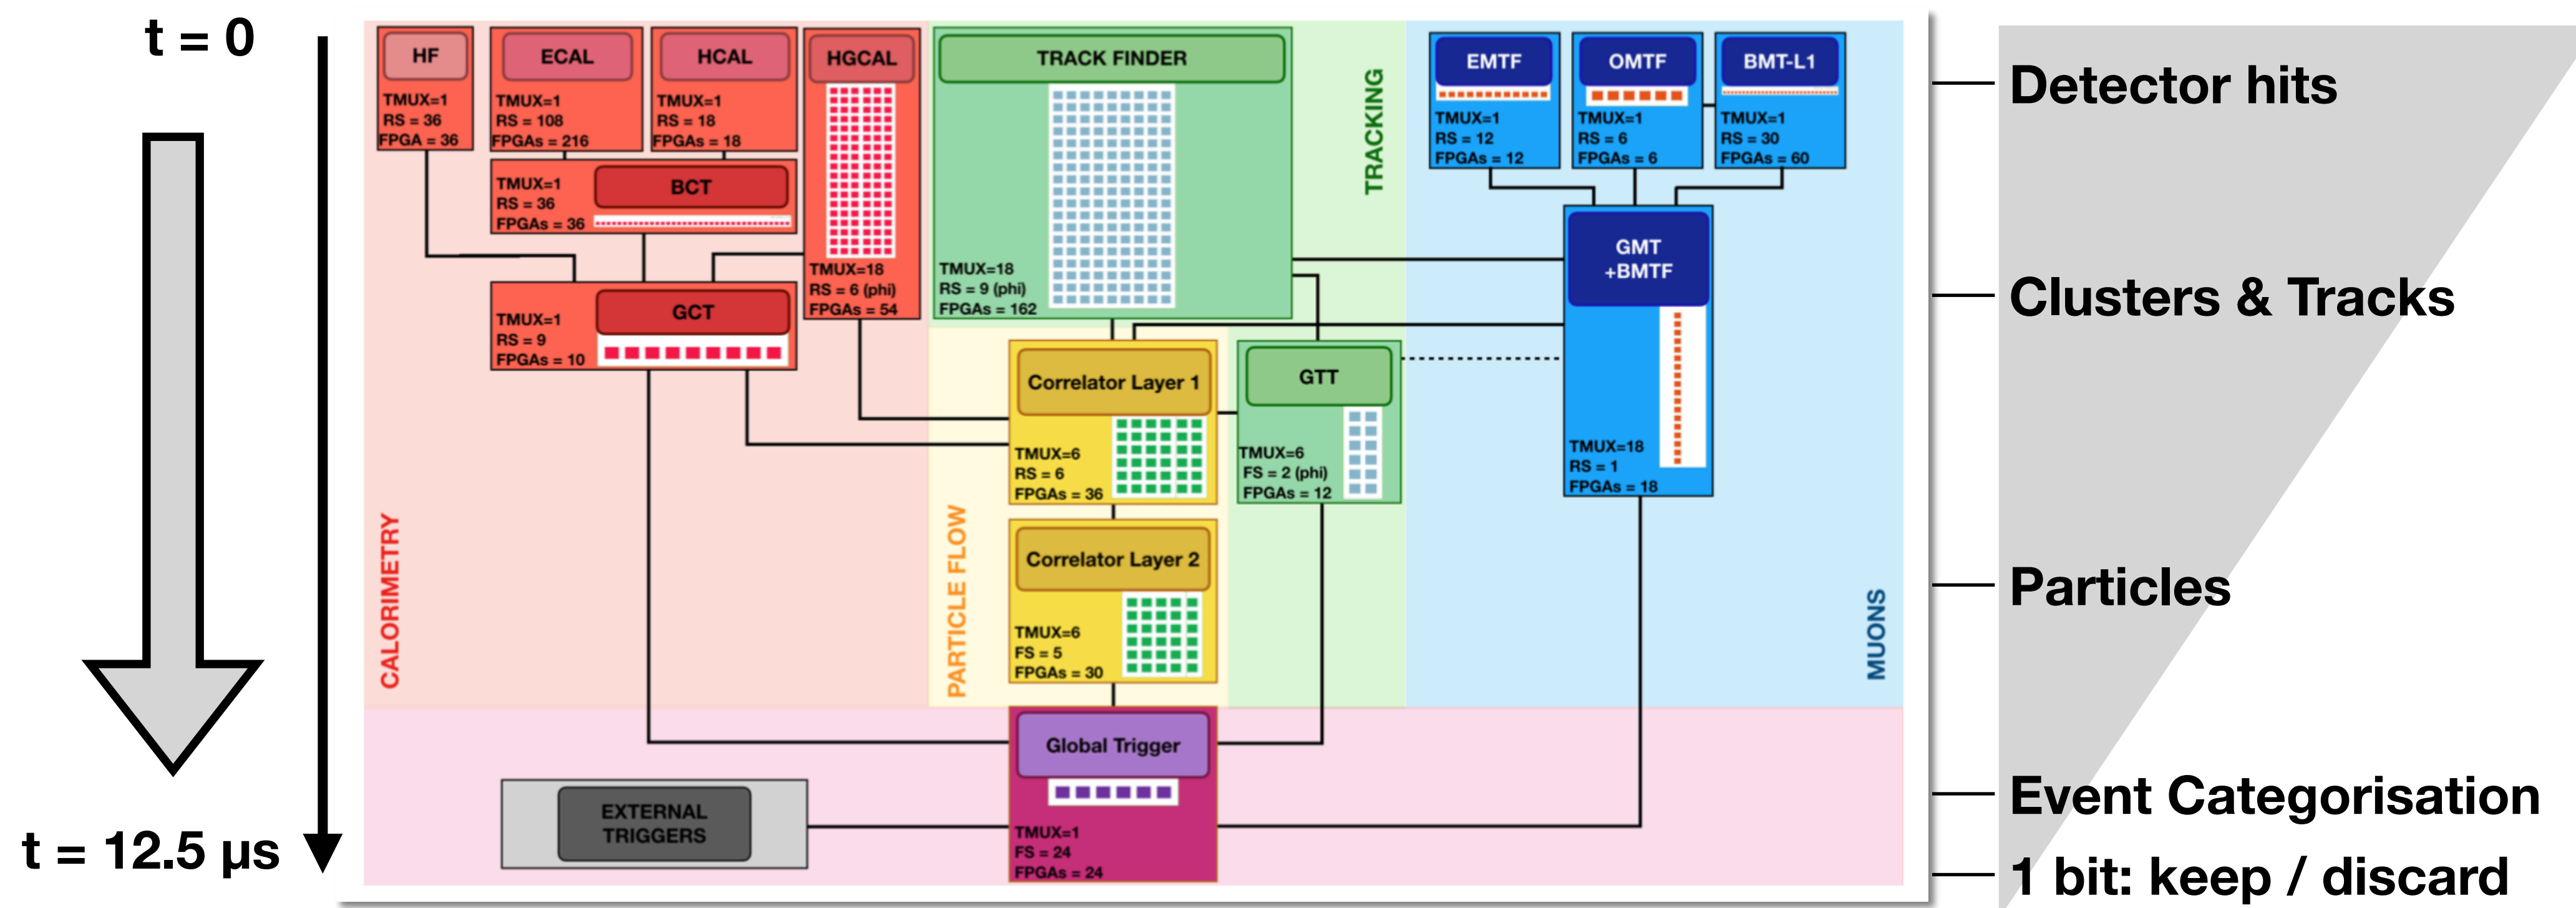 t = 0
t = 12.5 µs
HF
TMUX=1
RS = 36
FPGA = 36
ECAL
TMUX=1
RS = 108
FPGAs = 216
HCAL
TMUX=1
RS = 18
FPGAs = 18
HGCAL
TMUX=18
RS = 6 (phi)
FPGAs = 54
BCT
TMUX=1
RS = 36
FPGAs = 36
GCT
TMUX=1
RS = 9
FPGAs = 10
CALORIMETRY
TRACK FINDER
TMUX=18
RS = 9 (phi)
FPGAs = 162
TRACKING
Correlator Layer 1
TMUX=6
RS = 6
FPGAs = 36
GTT
TMUX=6
FS = 2 (phi)
FPGAs = 12
Correlator Layer 2
TMUX=6
FS = 5
FPGAs = 30
PARTICLE FLOW
EMTF
TMUX=1
RS = 12
FPGAs = 12
OMTF
TMUX=1
RS = 6
FPGAs = 6
BMT-L1
TMUX=1
RS = 30
FPGAs = 60
GMT
+BMTF
TMUX=18
RS = 1
FPGAs = 18
MUONS
Global Trigger
TMUX=1
FS = 24
FPGAs = 24
EXTERNAL
TRIGGERS
Detector hits
Clusters & Tracks
Particles
Event Categorisation
1 bit: keep / discard